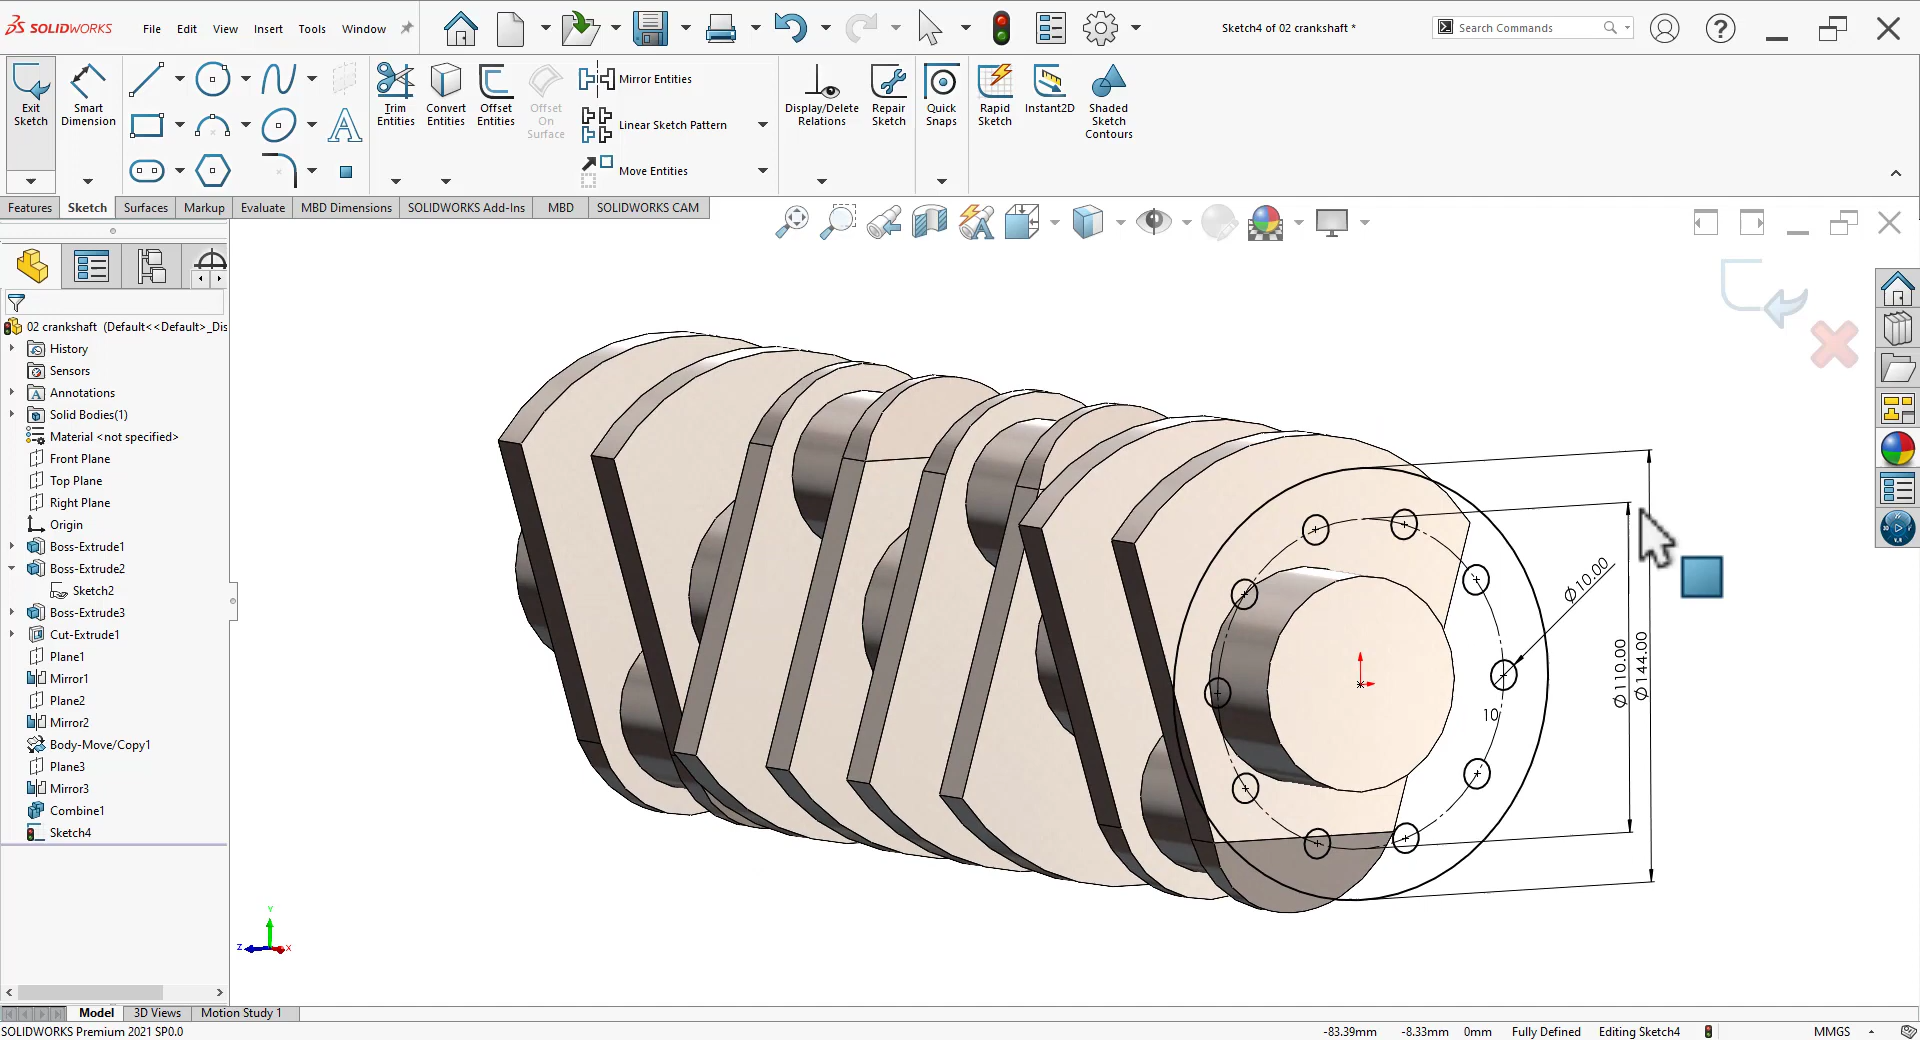 SOLIDWORKS
File Edit View Insert Tools Window
Sketch4 of 02 crankshaft *
Search Commands
Exit Sketch
Smart Dimension
Trim Entities
Convert Entities
Offset Entities
Offset On Surface
Mirror Entities
Linear Sketch Pattern
Move Entities
Display/Delete Relations
Repair Sketch
Quick Snaps
Rapid Sketch
Instant2D
Shaded Sketch Contours
Features Sketch Surfaces Markup Evaluate MBD Dimensions SOLIDWORKS Add-Ins MBD SOLIDWORKS CAM
02 crankshaft (Default<<Default>_Dis
History
Sensors
Annotations
Solid Bodies(1)
Material <not specified>
Front Plane
Top Plane
Right Plane
Origin
Boss-Extrude1
Boss-Extrude2
Sketch2
Boss-Extrude3
Cut-Extrude1
Plane1
Mirror1
Plane2
Mirror2
Body-Move/Copy1
Plane3
Mirror3
Combine1
Sketch4
Ø10.00
Ø110.00
Ø144.00
10
Y
Z
X
Model 3D Views Motion Study 1
SOLIDWORKS Premium 2021 SP0.0
-83.39mm -8.33mm 0mm Fully Defined Editing Sketch4 MMGS